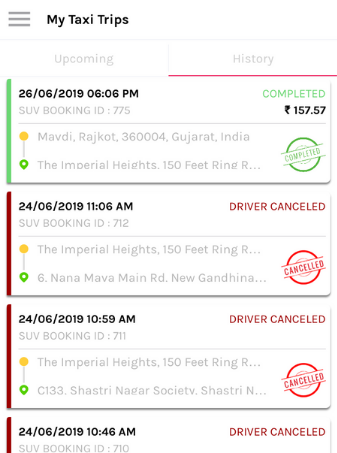 My Taxi Trips
Upcoming
History
26/06/2019 06:06 PM
COMPLETED
SUV BOOKING ID : 775
₹ 157.57
Mavdi, Rajkot, 360004, Gujarat, India
COMPLETED
The Imperial Heights, 150 Feet Ring R...
24/06/2019 11:06 AM
DRIVER CANCELED
SUV BOOKING ID : 712
The Imperial Heights, 150 Feet Ring R...
CANCELLED
6, Nana Mava Main Rd, New Gandhina...
24/06/2019 10:59 AM
DRIVER CANCELED
SUV BOOKING ID : 711
The Imperial Heights, 150 Feet Ring R...
CANCELLED
C133, Shastri Nagar Society, Shastri N...
24/06/2019 10:46 AM
DRIVER CANCELED
SUV BOOKING ID : 710